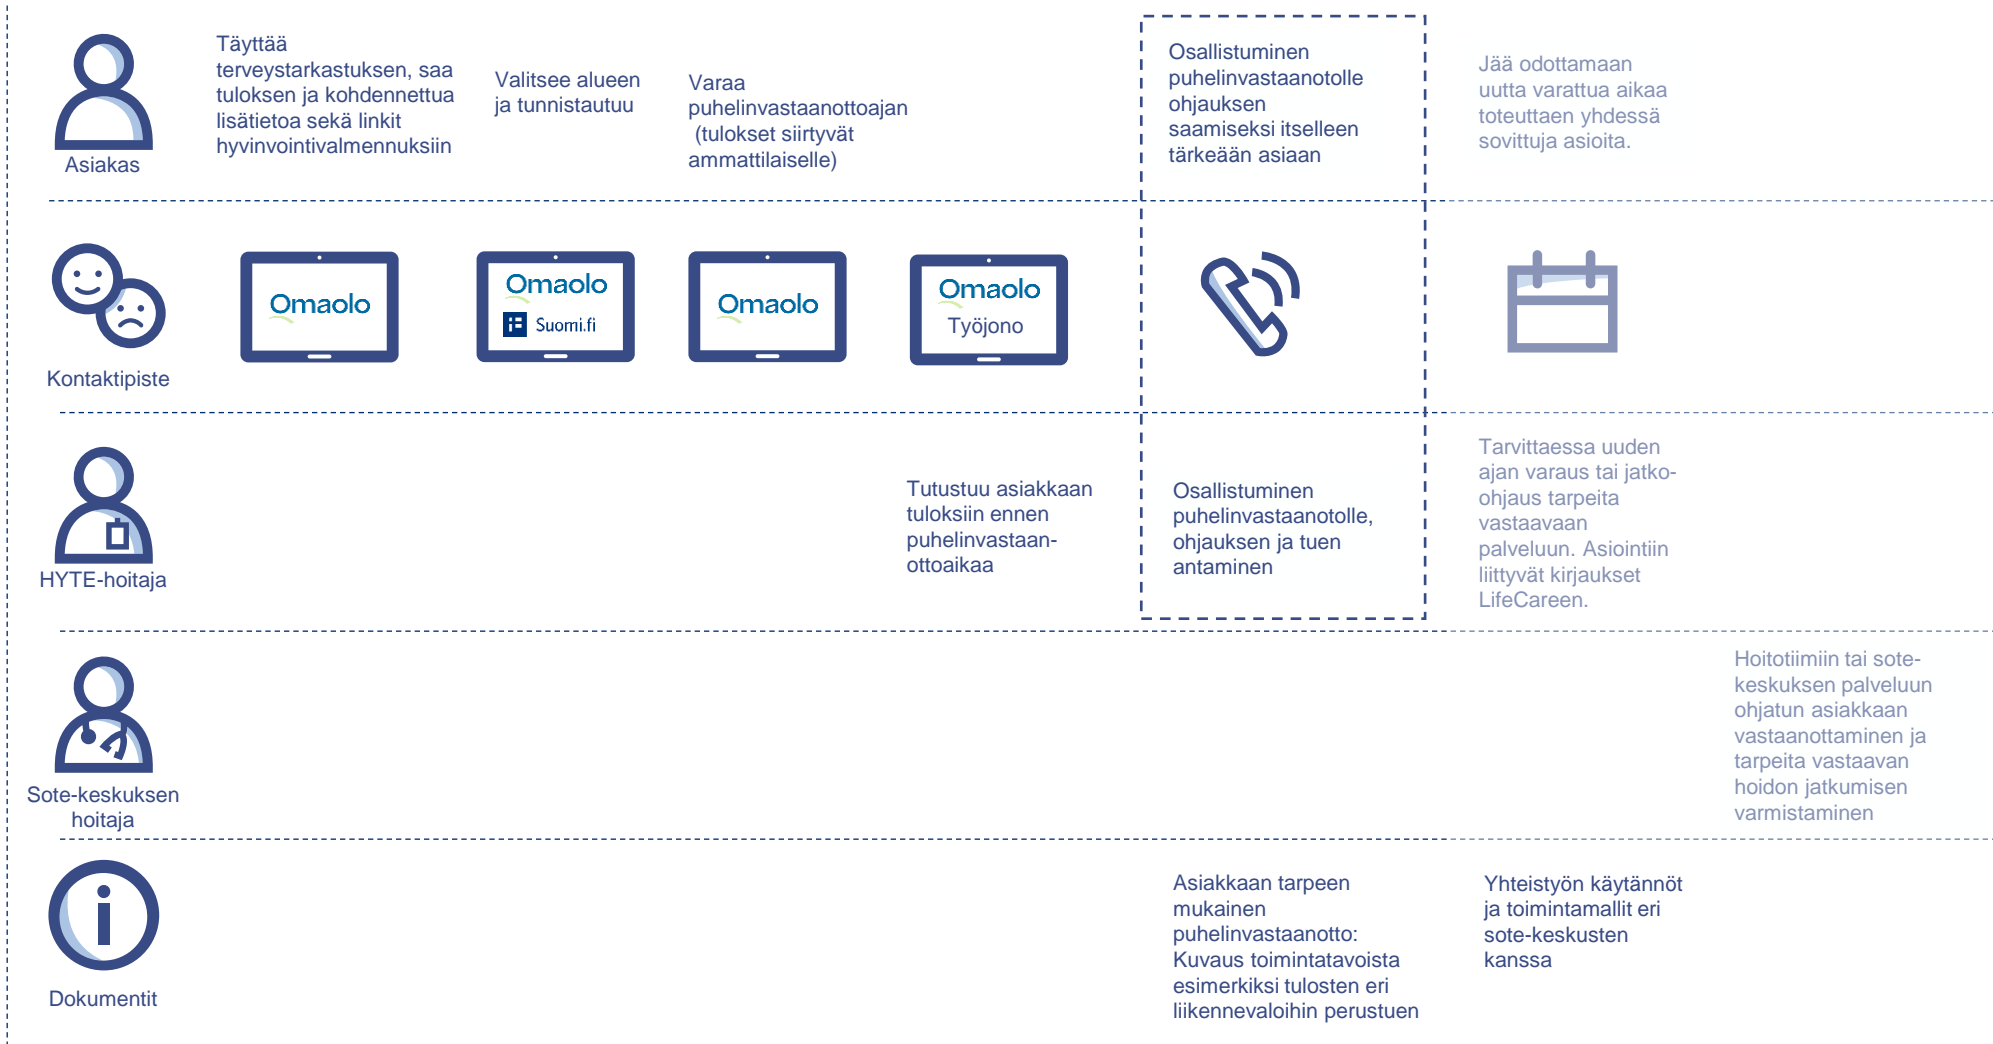 Täyttää
terveystarkastuksen, saa
tuloksen ja kohdennettua
lisätietoa sekä linkit
hyvinvointivalmennuksiin
Valitsee alueen
ja tunnistautuu
Varaa
puhelinvastaanottoajan
(tulokset siirtyvät
ammattilaiselle)
Osallistuminen
puhelinvastaanotolle
ohjauksen
saamiseksi itselleen
tärkeään asiaan
Jää odottamaan
uutta varattua aikaa
toteuttaen yhdessä
sovittuja asioita.
Asiakas
Omaolo
Omaolo
Suomi.fi
Omaolo
Omaolo
Työjono
Kontaktipiste
Tutustuu asiakkaan
tuloksiin ennen
puhelinvastaan-
ottoaikaa
Osallistuminen
puhelinvastaanotolle,
ohjauksen ja tuen
antaminen
Tarvittaessa uuden
ajan varaus tai jatko-
ohjaus tarpeita
vastaavaan
palveluun. Asiointiin
liittyvät kirjaukset
LifeCareen.
HYTE-hoitaja
Hoitotiimiin tai sote-
keskuksen palveluun
ohjatun asiakkaan
vastaanottaminen ja
tarpeita vastaavan
hoidon jatkumisen
varmistaminen
Sote-keskuksen
hoitaja
Asiakkaan tarpeen
mukainen
puhelinvastaanotto:
Kuvaus toimintatavoista
esimerkiksi tulosten eri
liikennevaloihin perustuen
Yhteistyön käytännöt
ja toimintamallit eri
sote-keskusten
kanssa
Dokumentit